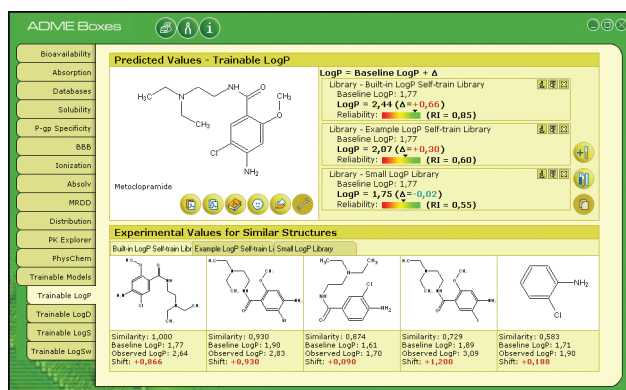 ADME Boxes
Bioavailability
Absorption
Databases
Solubility
P-gp Specificity
BBB
Ionization
Absolv
MRDD
Distribution
PK Explorer
PhysChem
Trainable Models
Trainable LogP
Trainable LogD
Trainable LogS
Trainable LogSw
Predicted Values - Trainable LogP
H₃C
N
NH
O
CH₃
CH₃
O
Cl
NH₂
Metoclopramide
LogP = Baseline LogP + Δ
Library - Built-in LogP Self-train Library
Baseline LogP: 1,77
LogP = 2,44 (Δ=+0,66)
Reliability: (RI = 0,85)
Library - Example LogP Self-train Library
Baseline LogP: 1,77
LogP = 2,07 (Δ=+0,30)
Reliability: (RI = 0,60)
Library - Small LogP Library
Baseline LogP: 1,77
LogP = 1,75 (Δ=-0,02)
Reliability: (RI = 0,55)
Experimental Values for Similar Structures
Built-in LogP Self-train Libr Example LogP Self-train Li Small LogP Library
Similarity: 1,000 Similarity: 0,930 Similarity: 0,874 Similarity: 0,729 Similarity: 0,583
Baseline LogP: 1,77 Baseline LogP: 1,90 Baseline LogP: 1,61 Baseline LogP: 1,89 Baseline LogP: 1,71
Observed LogP: 2,64 Observed LogP: 2,83 Observed LogP: 1,70 Observed LogP: 3,09 Observed LogP: 1,90
Shift: +0,866 Shift: +0,930 Shift: +0,090 Shift: +1,200 Shift: +0,188